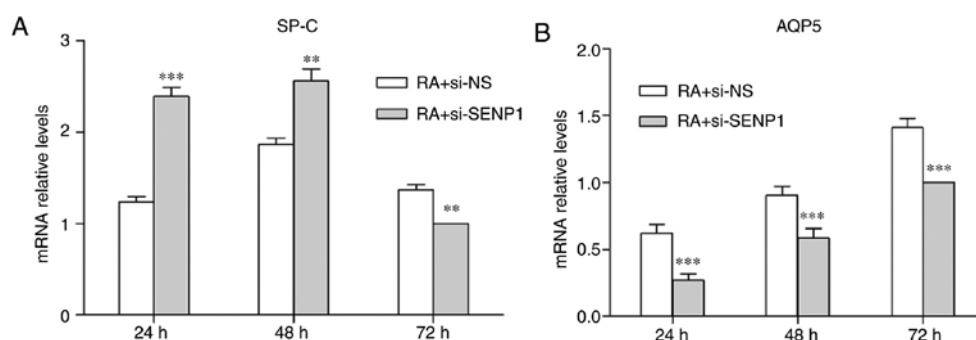 A
SP-C
mRNA relative levels
3
2
1
0
***
**
**
RA+si-NS
RA+si-SENP1
24 h
48 h
72 h
B
AQP5
mRNA relative levels
2.0
1.5
1.0
0.5
0.0
RA+si-NS
RA+si-SENP1
***
***
***
24 h
48 h
72 h